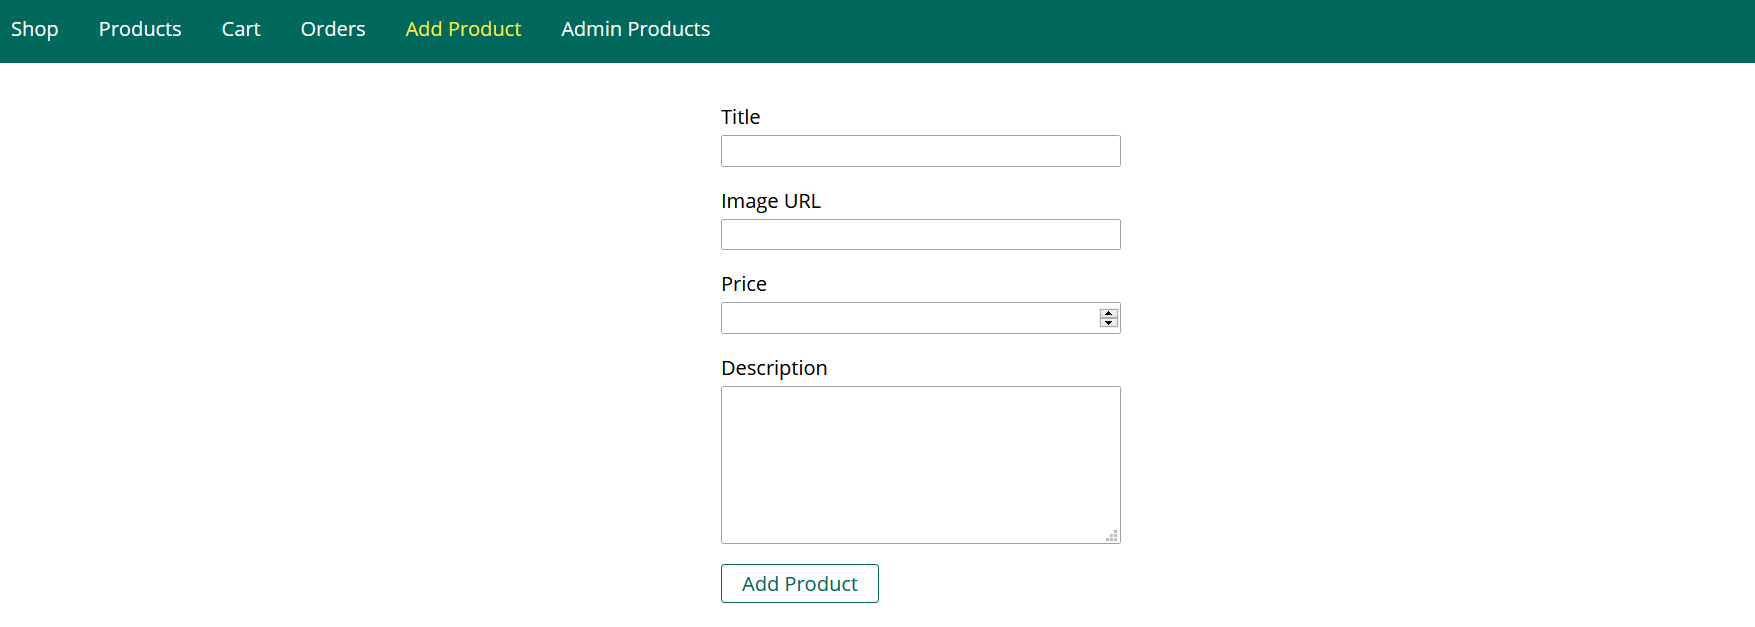 Shop Products Cart Orders Add Product Admin Products
Title
Image URL
Price
Description
Add Product